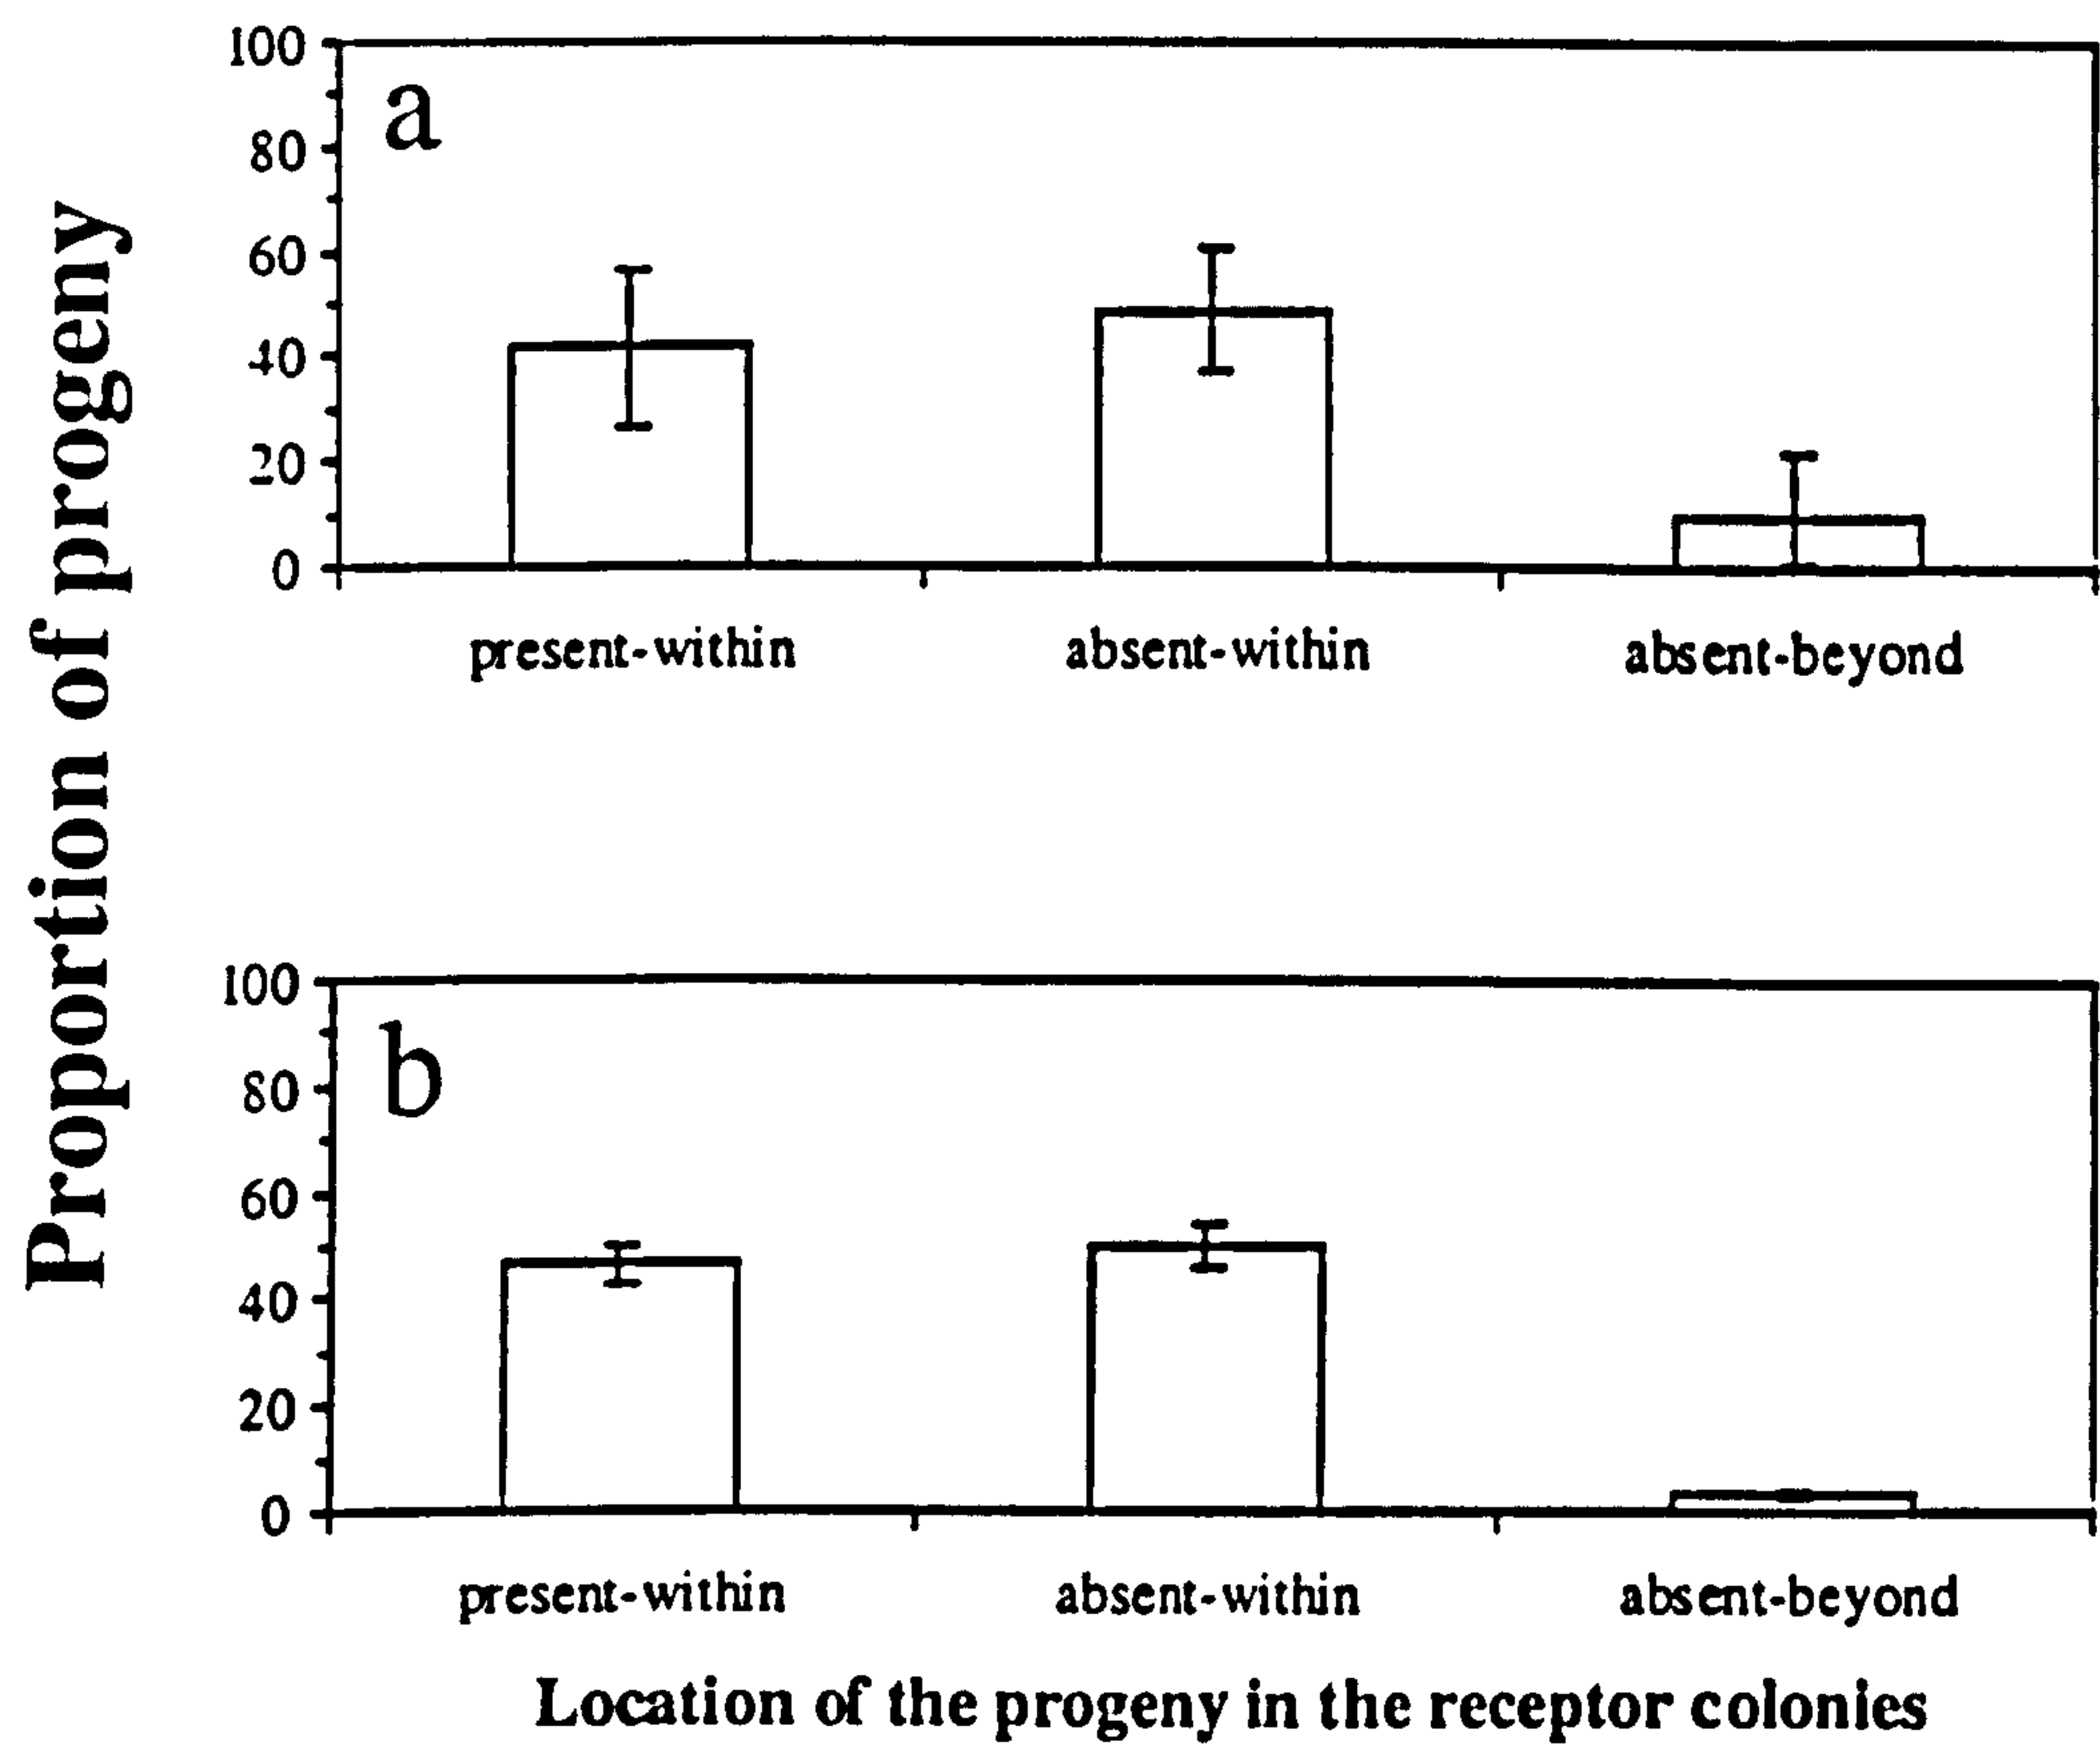 Proportion of progeny
100
a
80
60
40
20
0
present-within
absent-within
absent-beyond
100
b
80
60
40
20
0
present-within
absent-within
absent-beyond
Location of the progeny in the receptor colonies